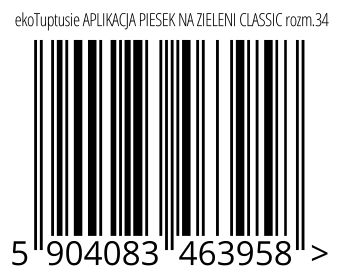 ekoTuptusie APLIKACJA PIESEK NA ZIELENI CLASSIC rozm.34
5 904083 463958 >